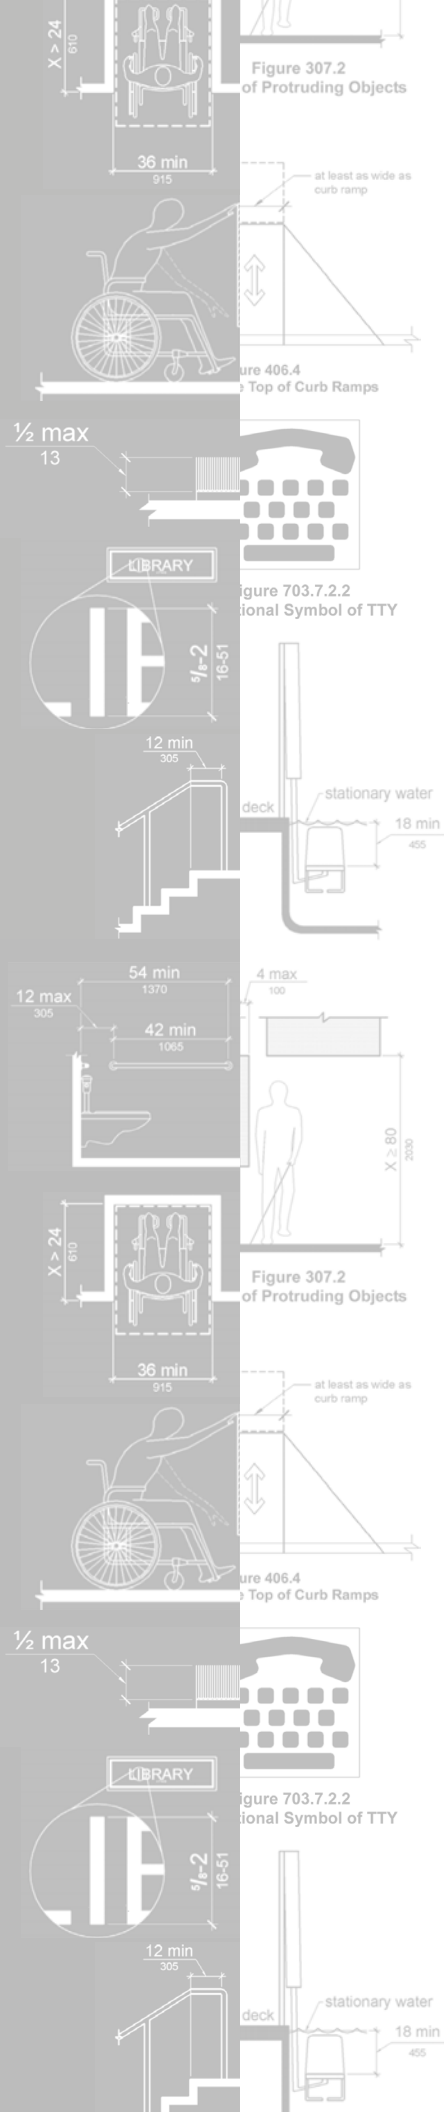 X > 24
610
36 min
915
Figure 307.2
of Protruding Objects
at least as wide as
curb ramp
ure 406.4
e Top of Curb Ramps
½ max
13
igure 703.7.2.2
tional Symbol of TTY
LIBRARY
5/8-2
16-51
12 min
305
deck
stationary water
18 min
455
54 min
1370
12 max
305
42 min
1065
4 max
100
X ≥ 80
2030
X > 24
610
36 min
915
Figure 307.2
of Protruding Objects
at least as wide as
curb ramp
ure 406.4
e Top of Curb Ramps
½ max
13
igure 703.7.2.2
tional Symbol of TTY
LIBRARY
5/8-2
16-51
12 min
305
deck
stationary water
18 min
455